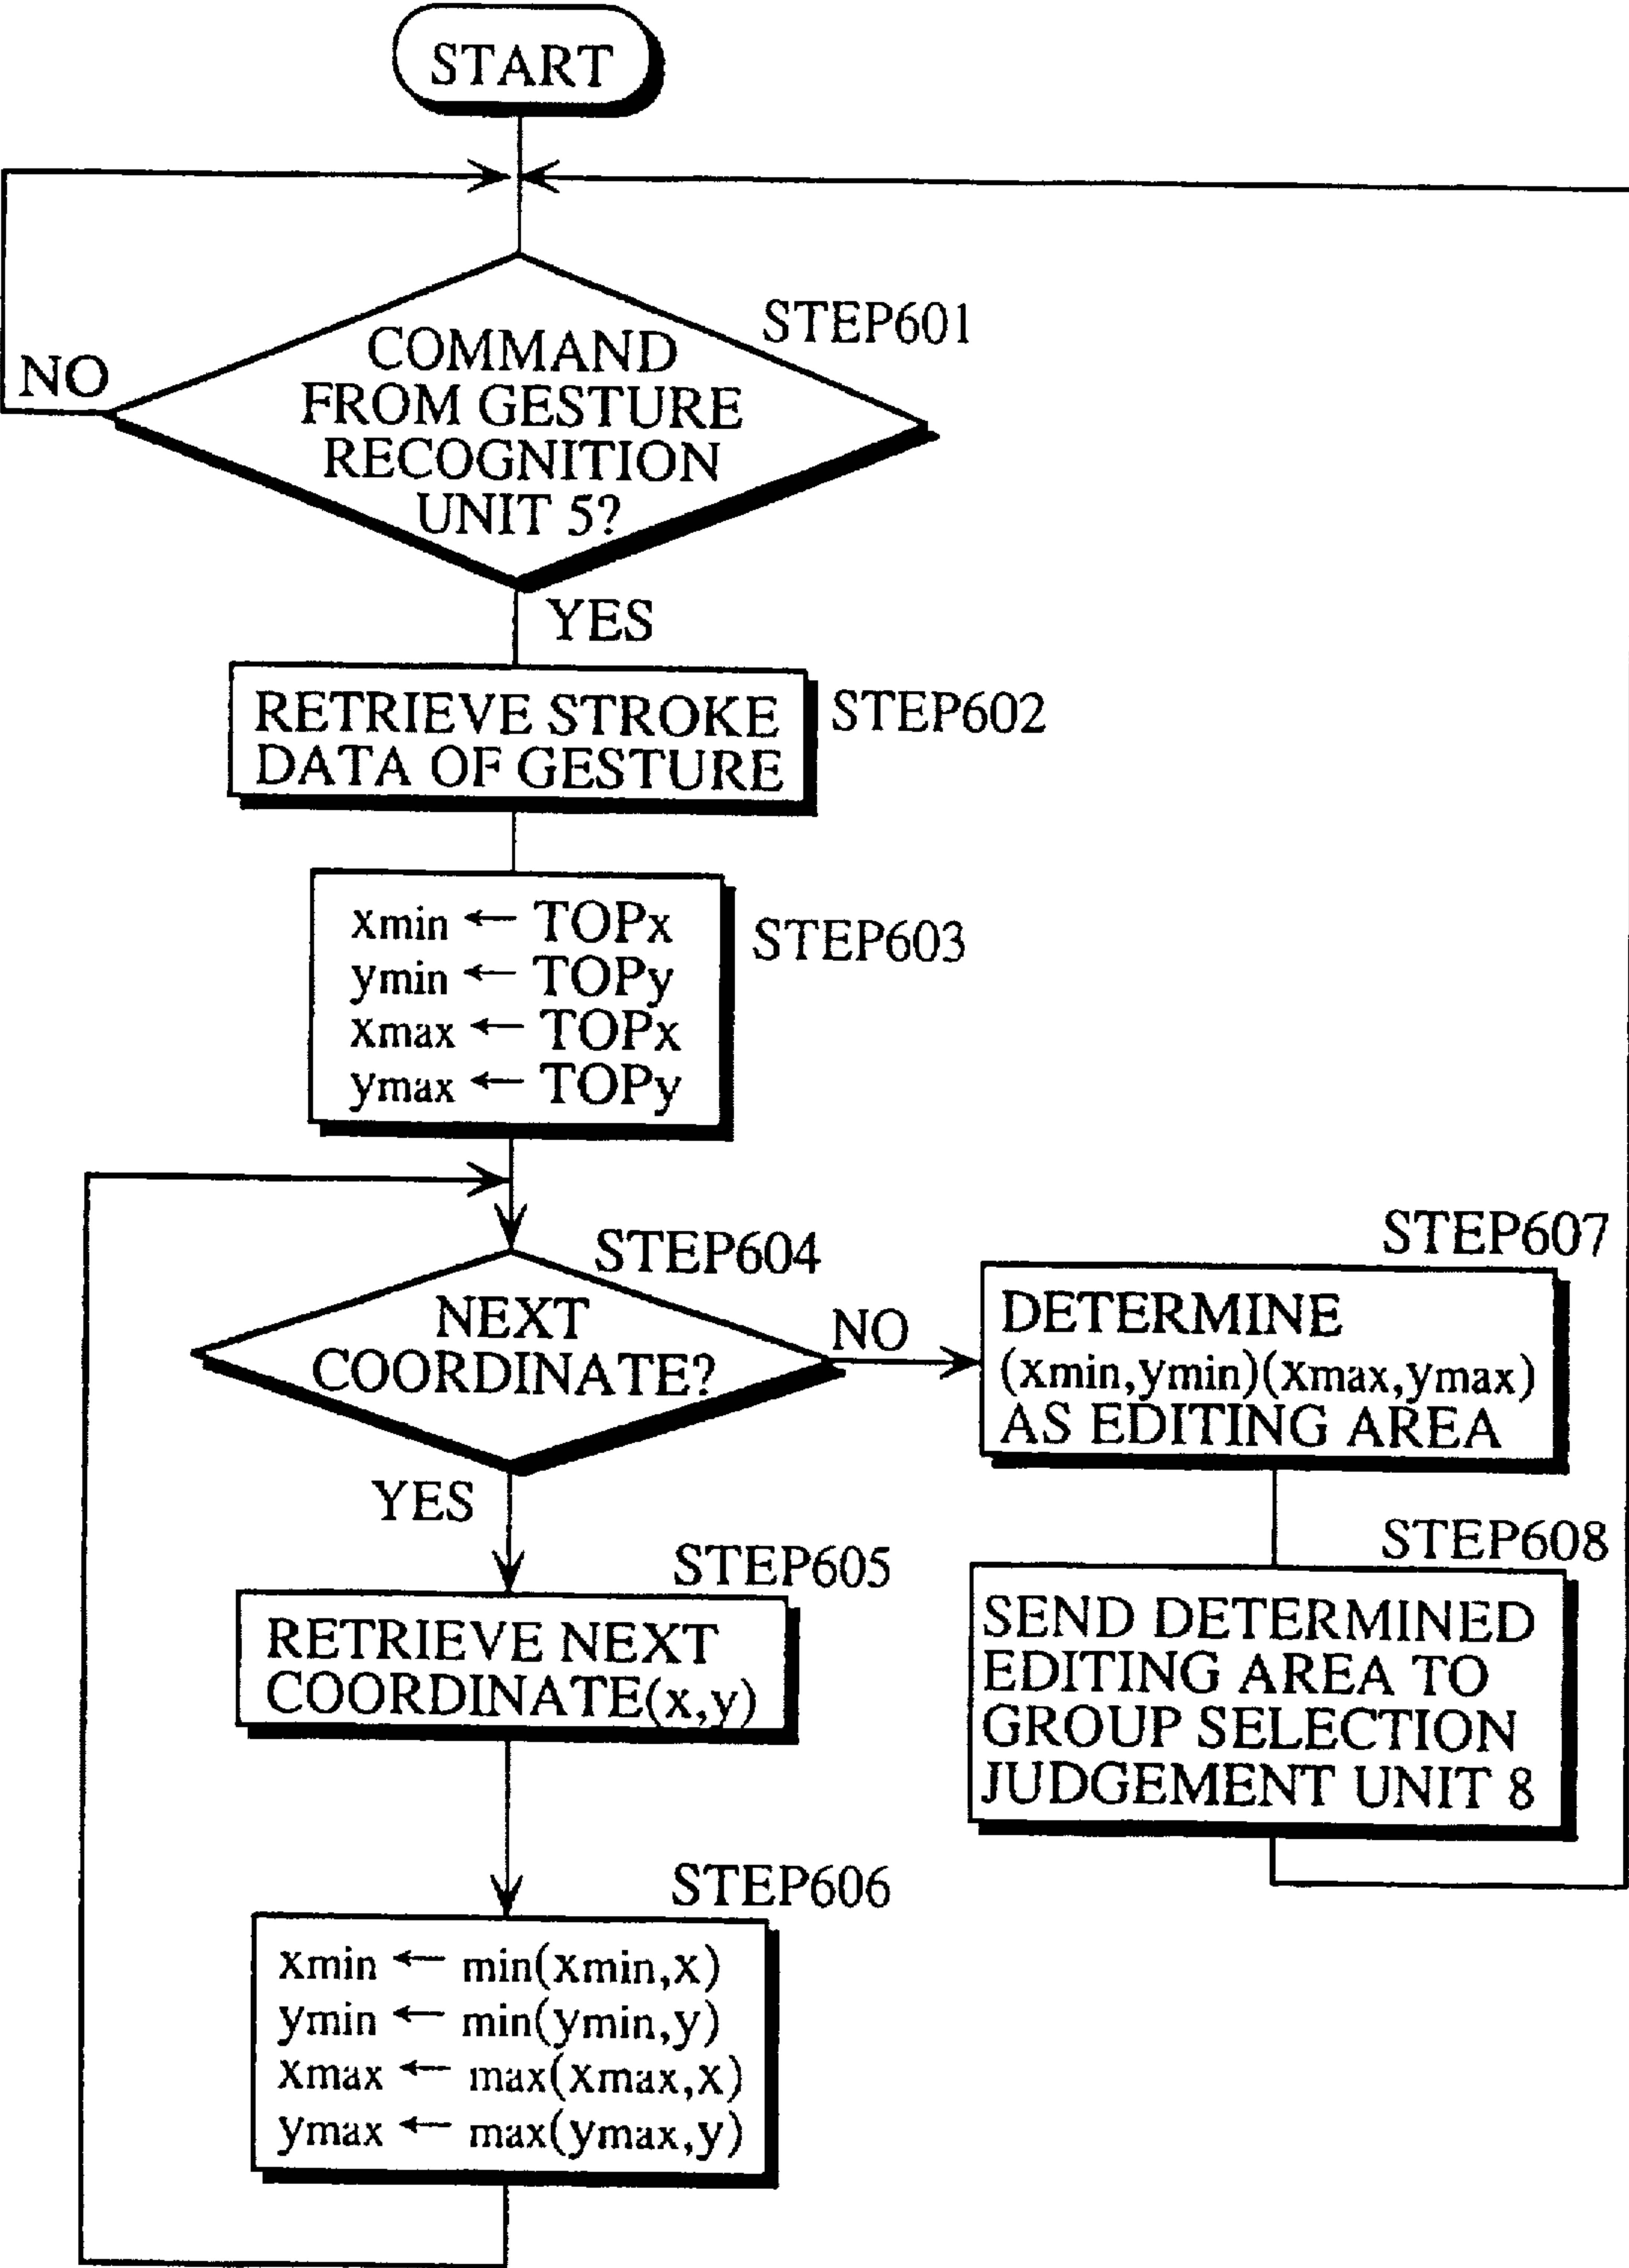 START
STEP601
COMMAND
FROM GESTURE
RECOGNITION
UNIT 5?
NO
YES
RETRIEVE STROKE
DATA OF GESTURE
STEP602
xmin ← TOPx
ymin ← TOPy
xmax ← TOPx
ymax ← TOPy
STEP603
STEP604
NEXT
COORDINATE?
NO
YES
STEP607
DETERMINE
(xmin,ymin)(xmax,ymax)
AS EDITING AREA
STEP605
RETRIEVE NEXT
COORDINATE(x,y)
STEP608
SEND DETERMINED
EDITING AREA TO
GROUP SELECTION
JUDGEMENT UNIT 8
STEP606
xmin ← min(xmin,x)
ymin ← min(ymin,y)
xmax ← max(xmax,x)
ymax ← max(ymax,y)